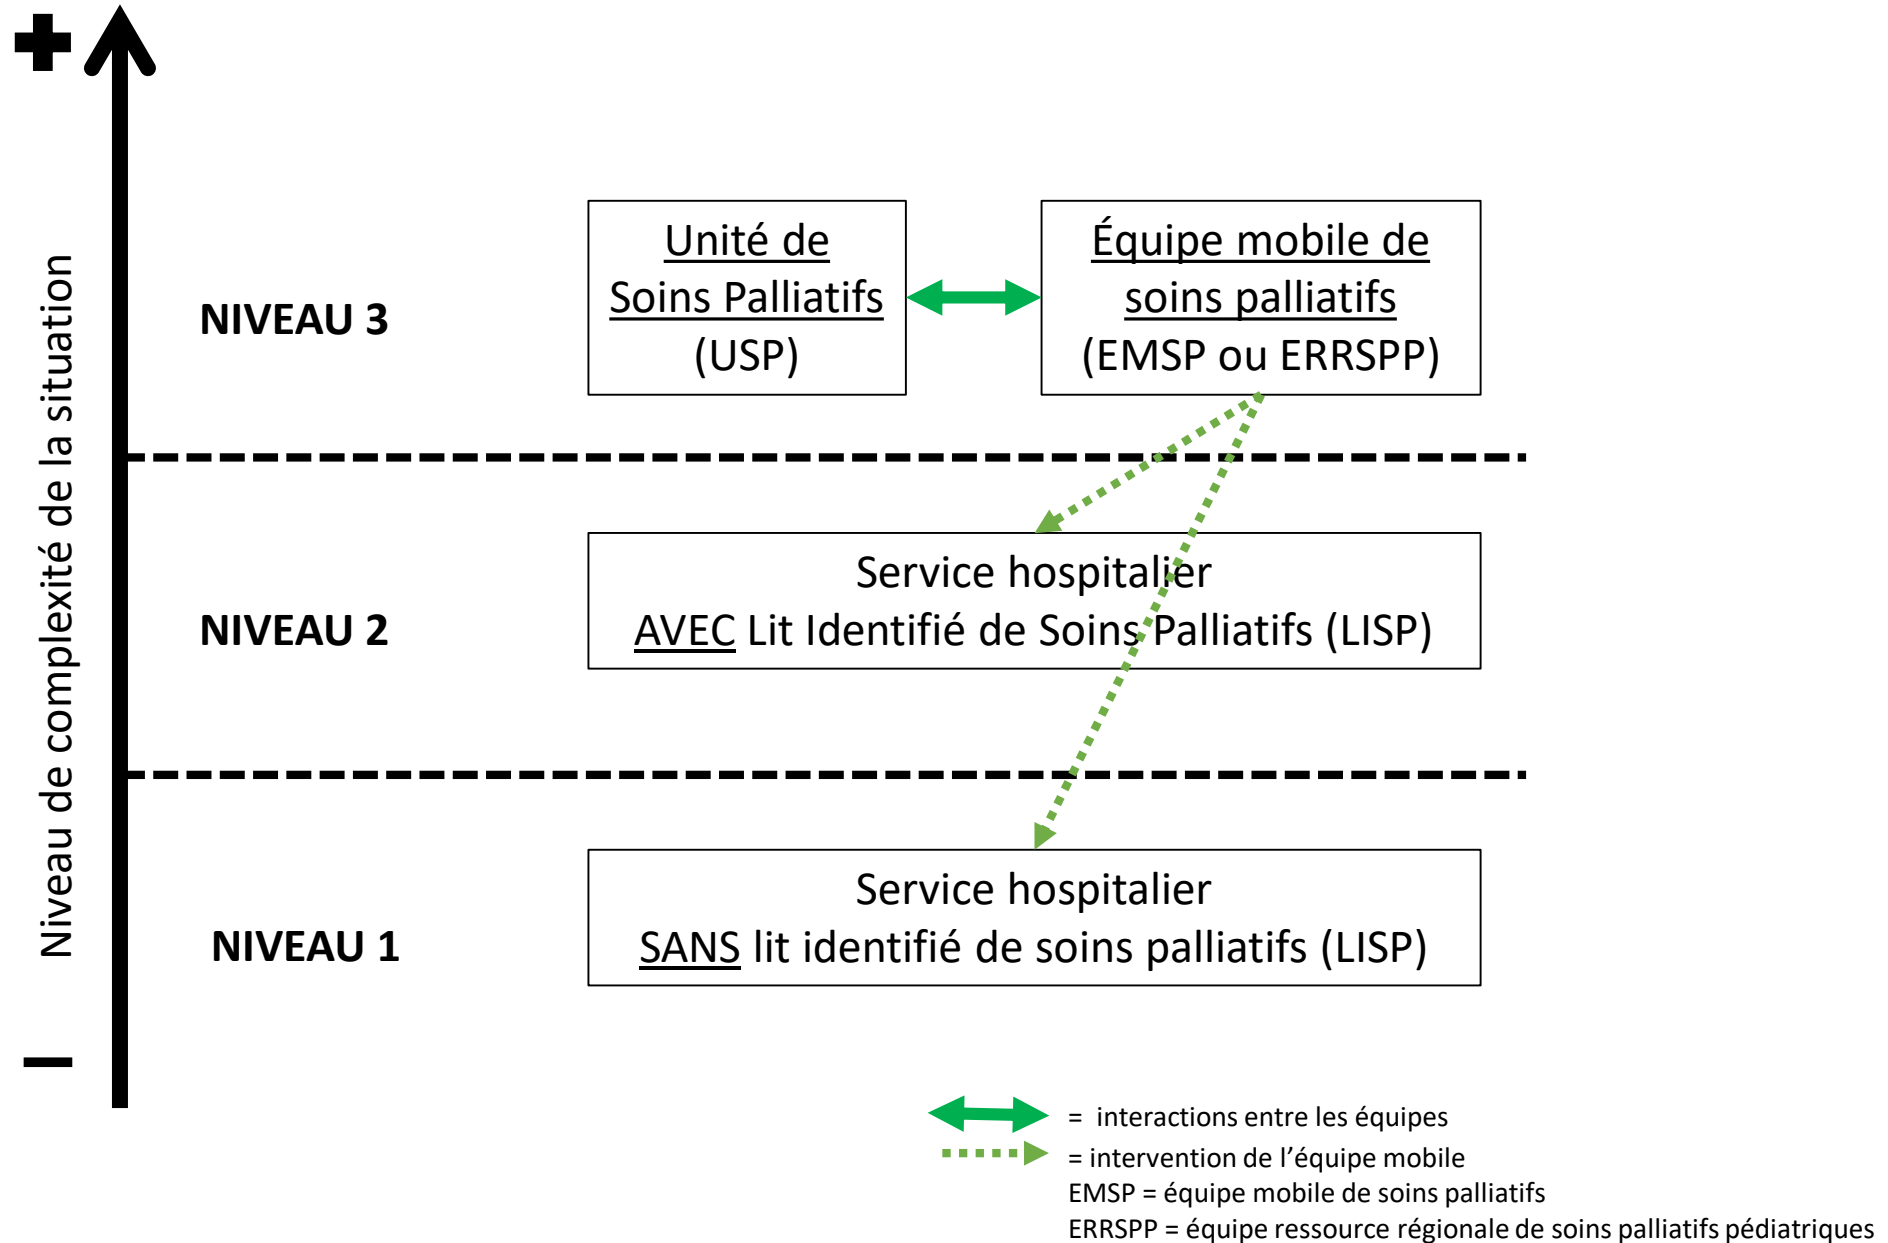 Niveau de complexité de la situation
NIVEAU 3
Unité de
Soins Palliatifs
(USP)
Équipe mobile de
soins palliatifs
(EMSP ou ERRSPP)
NIVEAU 2
Service hospitalier
AVEC Lit Identifié de Soins Palliatifs (LISP)
NIVEAU 1
Service hospitalier
SANS lit identifié de soins palliatifs (LISP)
= interactions entre les équipes
= intervention de l'équipe mobile
EMSP = équipe mobile de soins palliatifs
ERRSPP = équipe ressource régionale de soins palliatifs pédiatriques